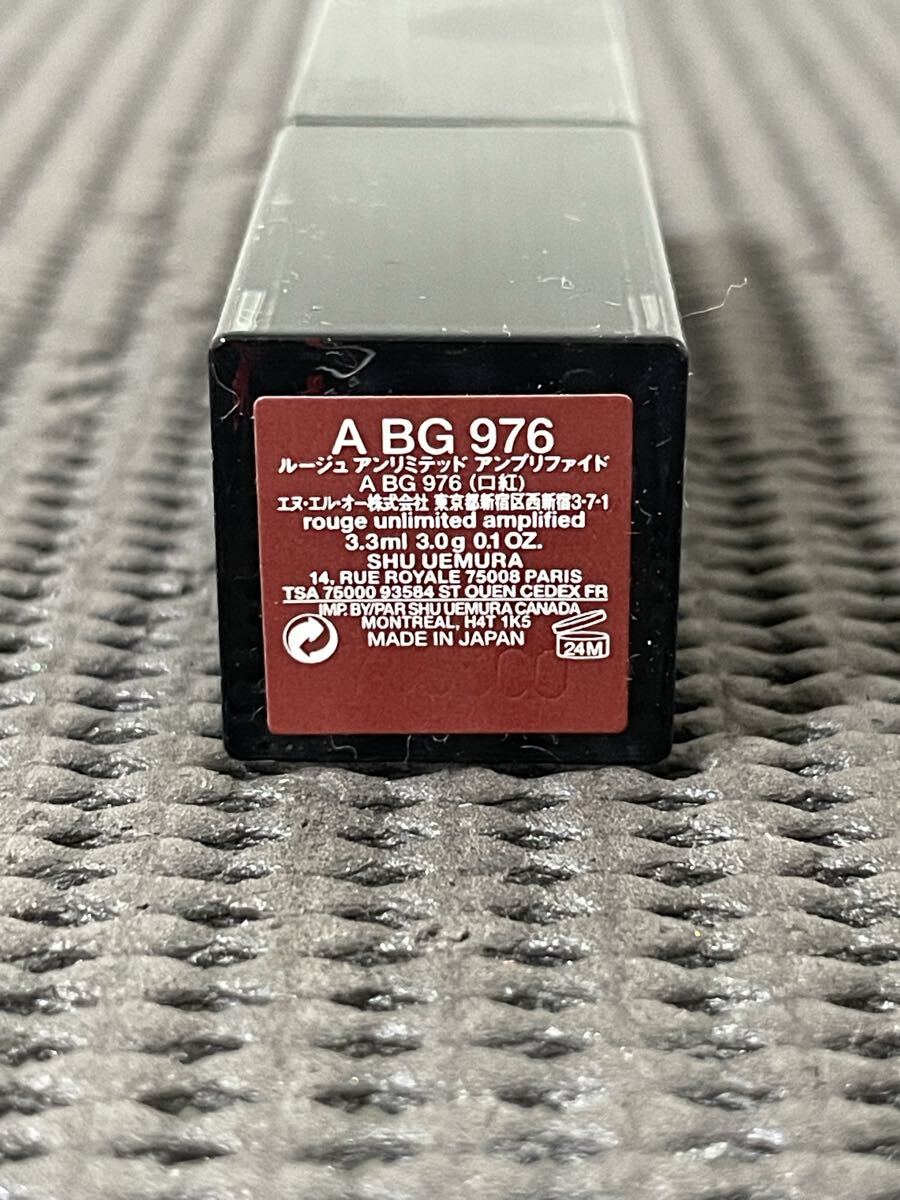 A BG 976
ルージュ アンリミテッド アンプリファイド
A BG 976 (口紅)
エヌ・エル・オー株式会社 東京都新宿区西新宿3-7-1
rouge unlimited amplified
3.3ml 3.0g 0.1 OZ.
SHU UEMURA
14, RUE ROYALE 75008 PARIS
TSA 75000 93584 ST OUEN CEDEX FR
IMP. BY/PAR SHU UEMURA CANADA
MONTREAL, H4T 1K5
MADE IN JAPAN
24M